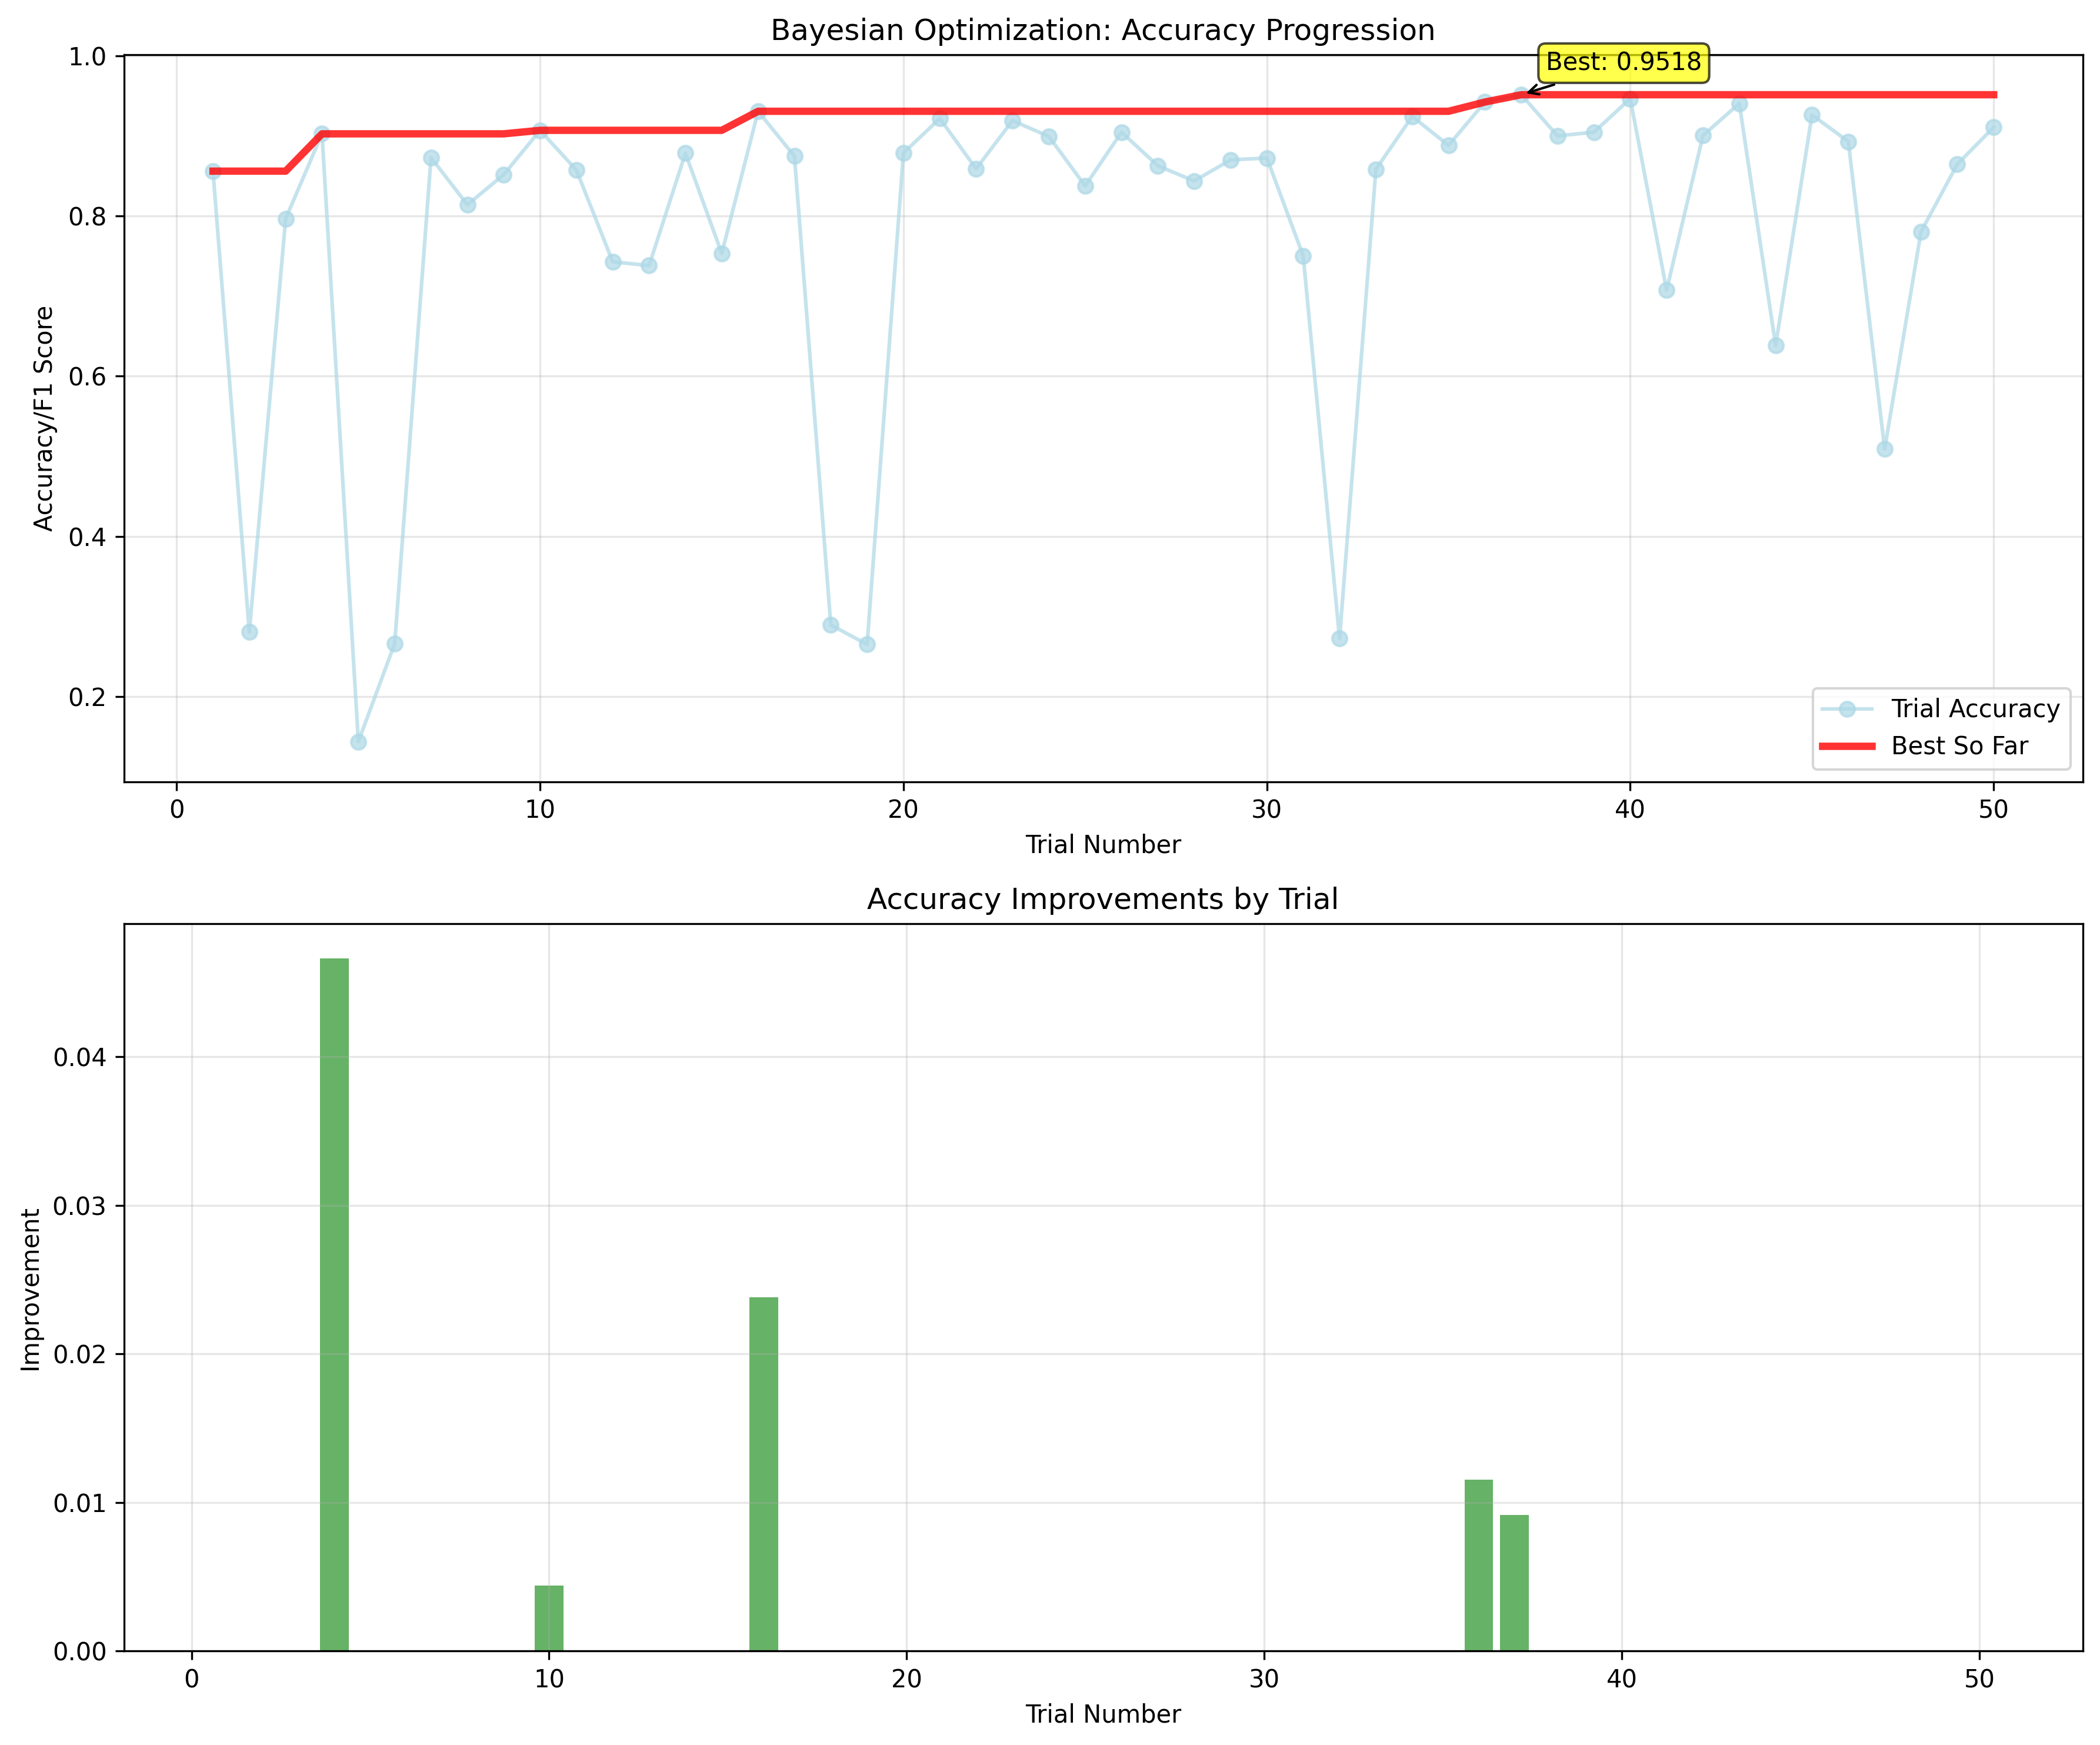 Bayesian Optimization: Accuracy Progression
Best: 0.9518
1.0
0.8
0.6
0.4
0.2
Accuracy/F1 Score
Trial Accuracy
Best So Far
0 10 20 30 40 50
Trial Number
Accuracy Improvements by Trial
0.04
0.03
0.02
0.01
0.00
Improvement
0 10 20 30 40 50
Trial Number